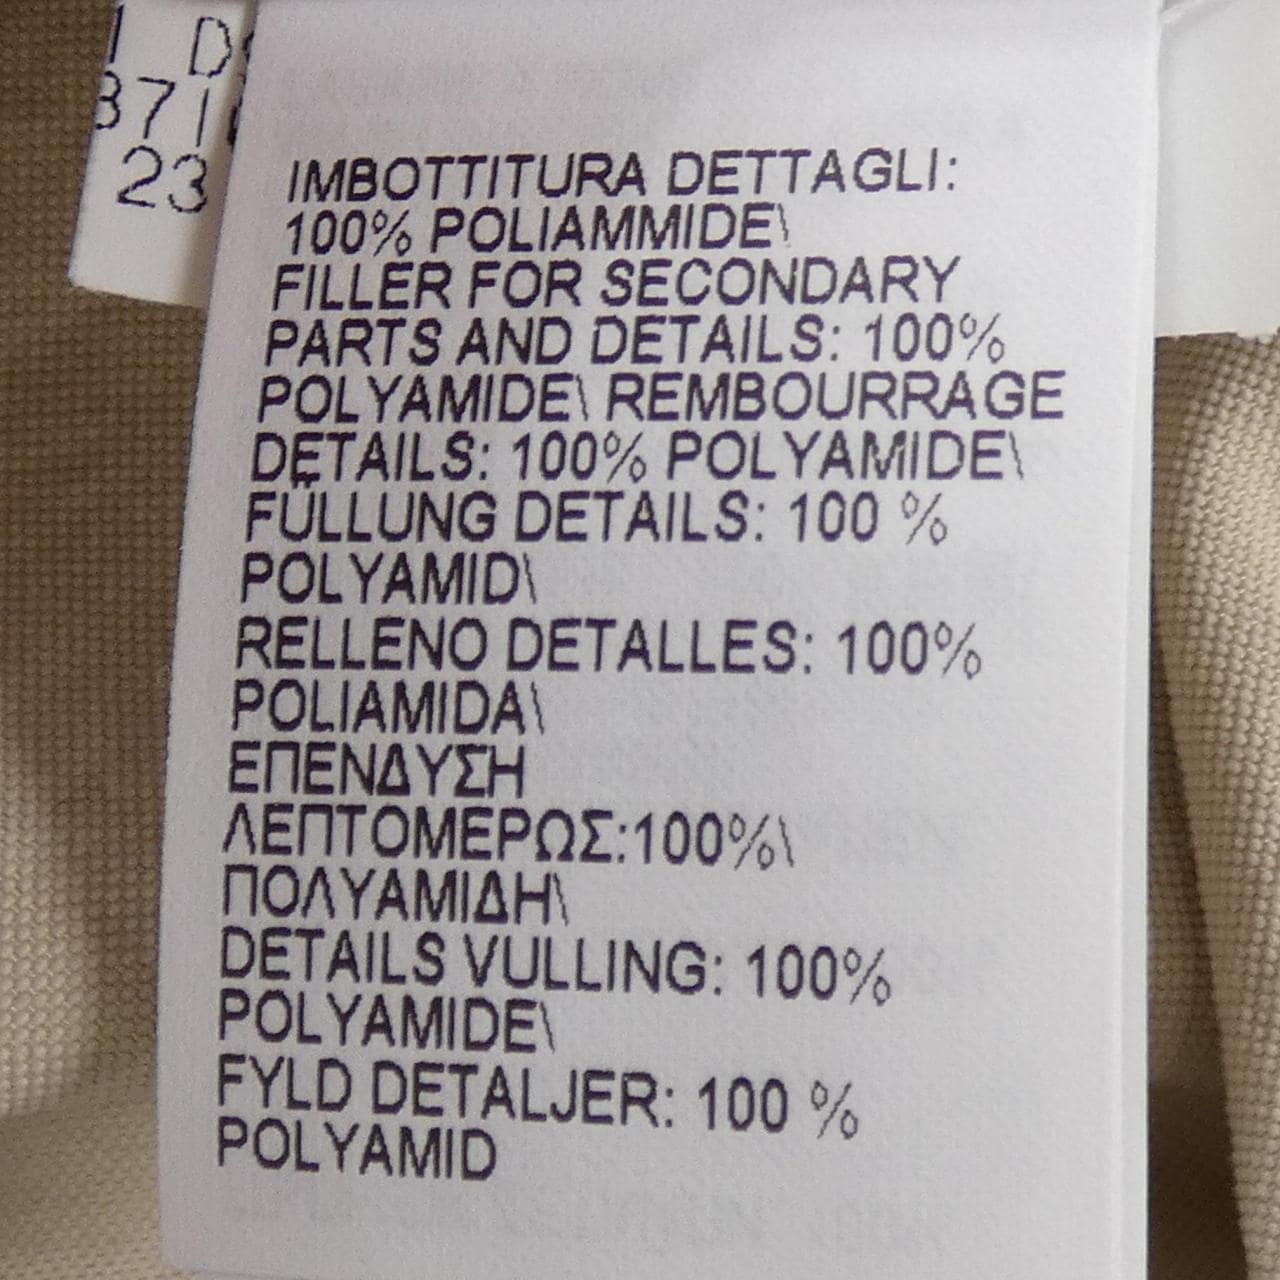 23
IMBOTTITURA DETTAGLI:
100% POLIAMMIDE\
FILLER FOR SECONDARY
PARTS AND DETAILS: 100%
POLYAMIDE\ REMBOURRAGE
DETAILS: 100% POLYAMIDE\
FÜLLUNG DETAILS: 100 %
POLYAMID\
RELLENO DETALLES: 100%
POLIAMIDA\
ΕΠΕΝΔΥΣΗ
ΛΕΠΤΟΜΕΡΩΣ:100%\
ΠΟΛΥΑΜΙΔΗ\
DETAILS VULLING: 100%
POLYAMIDE\
FYLD DETALJER: 100 %
POLYAMID